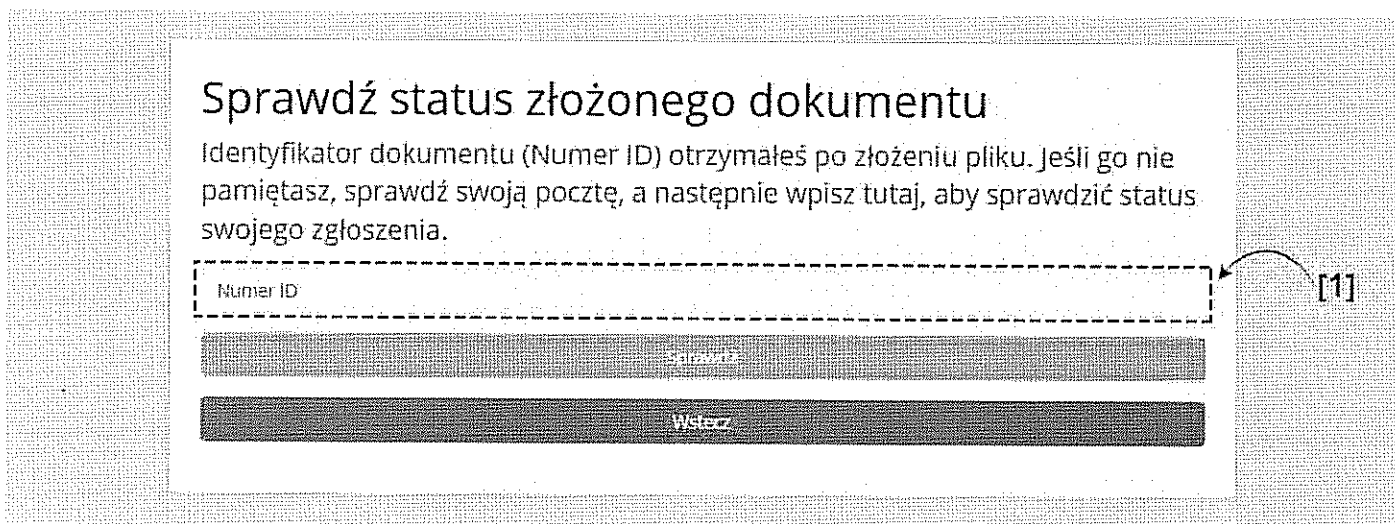 Sprawdź status złożonego dokumentu
Identyfikator dokumentu (Numer ID) otrzymałeś po złożeniu pliku. Jeśli go nie
pamiętasz, sprawdź swoją pocztę, a następnie wpisz tutaj, aby sprawdzić status
swojego zgłoszenia.
Numer ID
[1]
Sprawdź
Wstecz